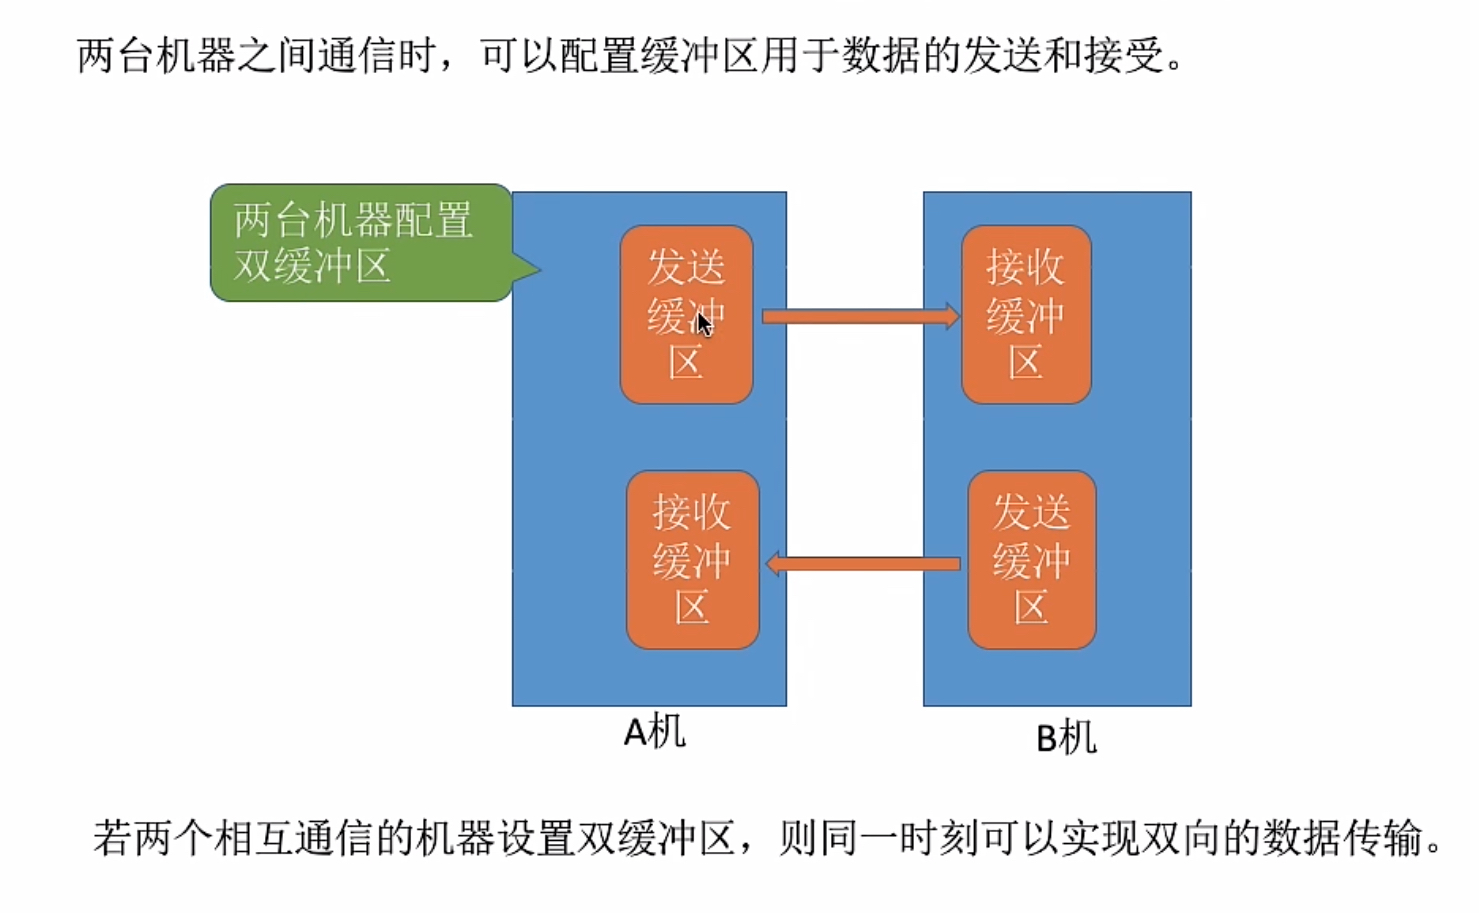 两台机器之间通信时，可以配置缓冲区用于数据的发送和接受。
两台机器配置
双缓冲区
发送
缓冲
区
接收
缓冲
区
接收
缓冲
区
发送
缓冲
区
A机
B机
若两个相互通信的机器设置双缓冲区，则同一时刻可以实现双向的数据传输。